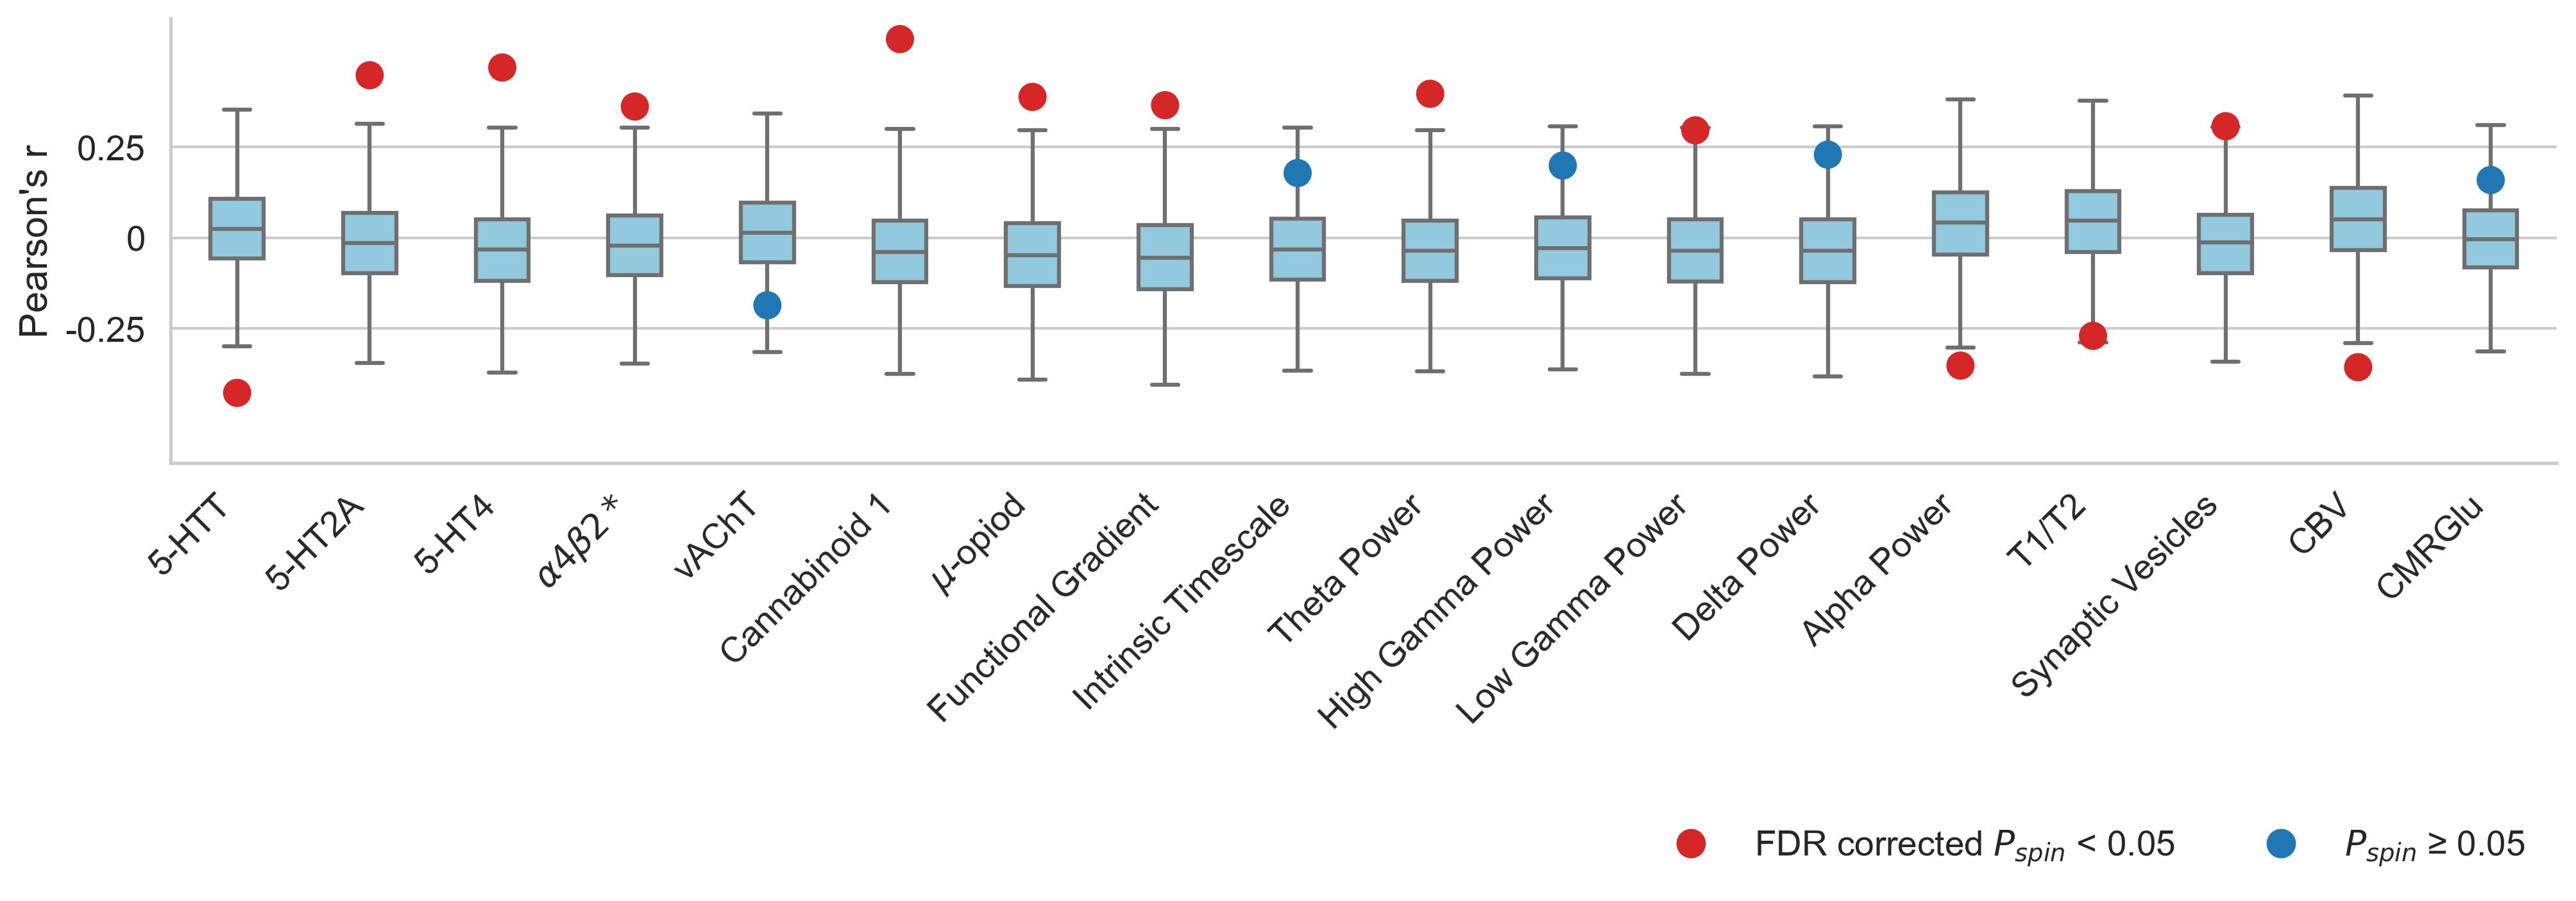 Pearson's r
0.25
0
-0.25
5-HTT
5-HT2A
5-HT4
α4β2*
vAChT
Cannabinoid 1
μ-opiod
Functional Gradient
Intrinsic Timescale
Theta Power
High Gamma Power
Low Gamma Power
Delta Power
Alpha Power
T1/T2
Synaptic Vesicles
CBV
CMRGlu
FDR corrected P_spin < 0.05
P_spin ≥ 0.05